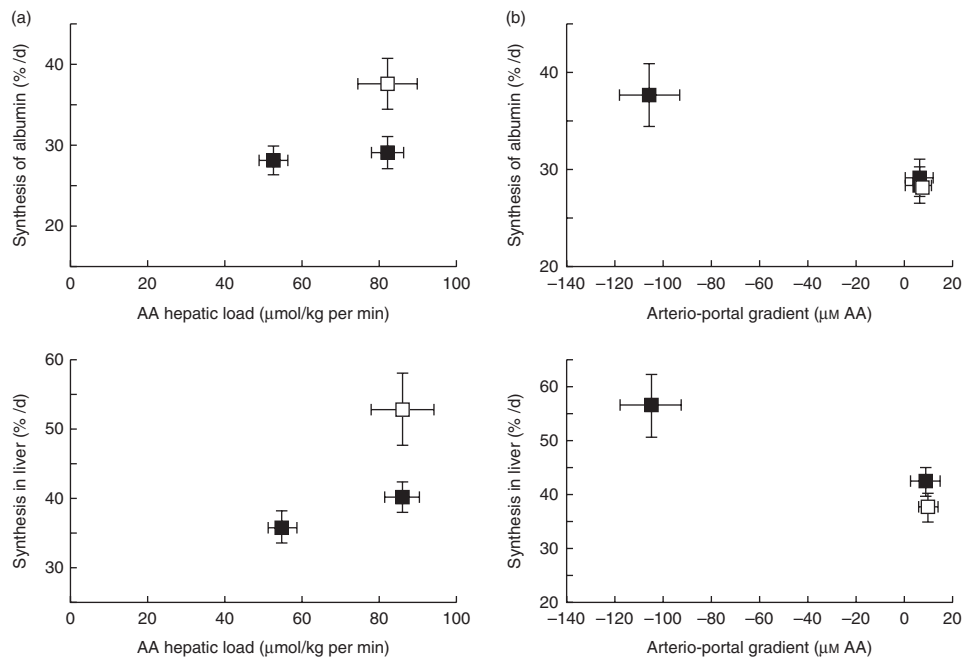 (a)
Synthesis of albumin (% /d)
40
30
20
0 20 40 60 80 100
AA hepatic load (μmol/kg per min)
(b)
Synthesis of albumin (% /d)
40
30
20
–140 –120 –100 –80 –60 –40 –20 0 20
Arterio-portal gradient (μM AA)
Synthesis in liver (% /d)
60
50
40
30
0 20 40 60 80 100
AA hepatic load (μmol/kg per min)
Synthesis in liver (% /d)
60
50
40
30
20
–140 –120 –100 –80 –60 –40 –20 0 20
Arterio-portal gradient (μM AA)